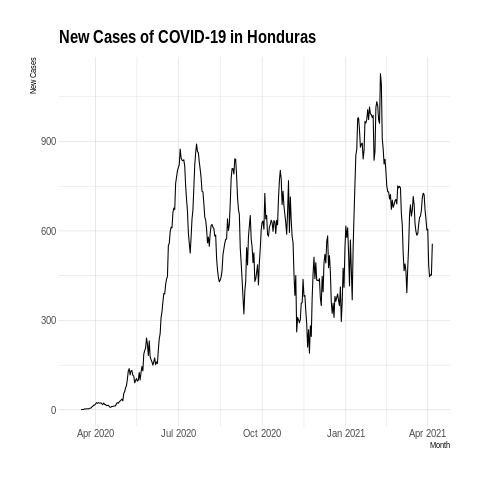 New Cases of COVID-19 in Honduras
New Cases
900
600
300
0
Apr 2020 Jul 2020 Oct 2020 Jan 2021 Apr 2021
Month